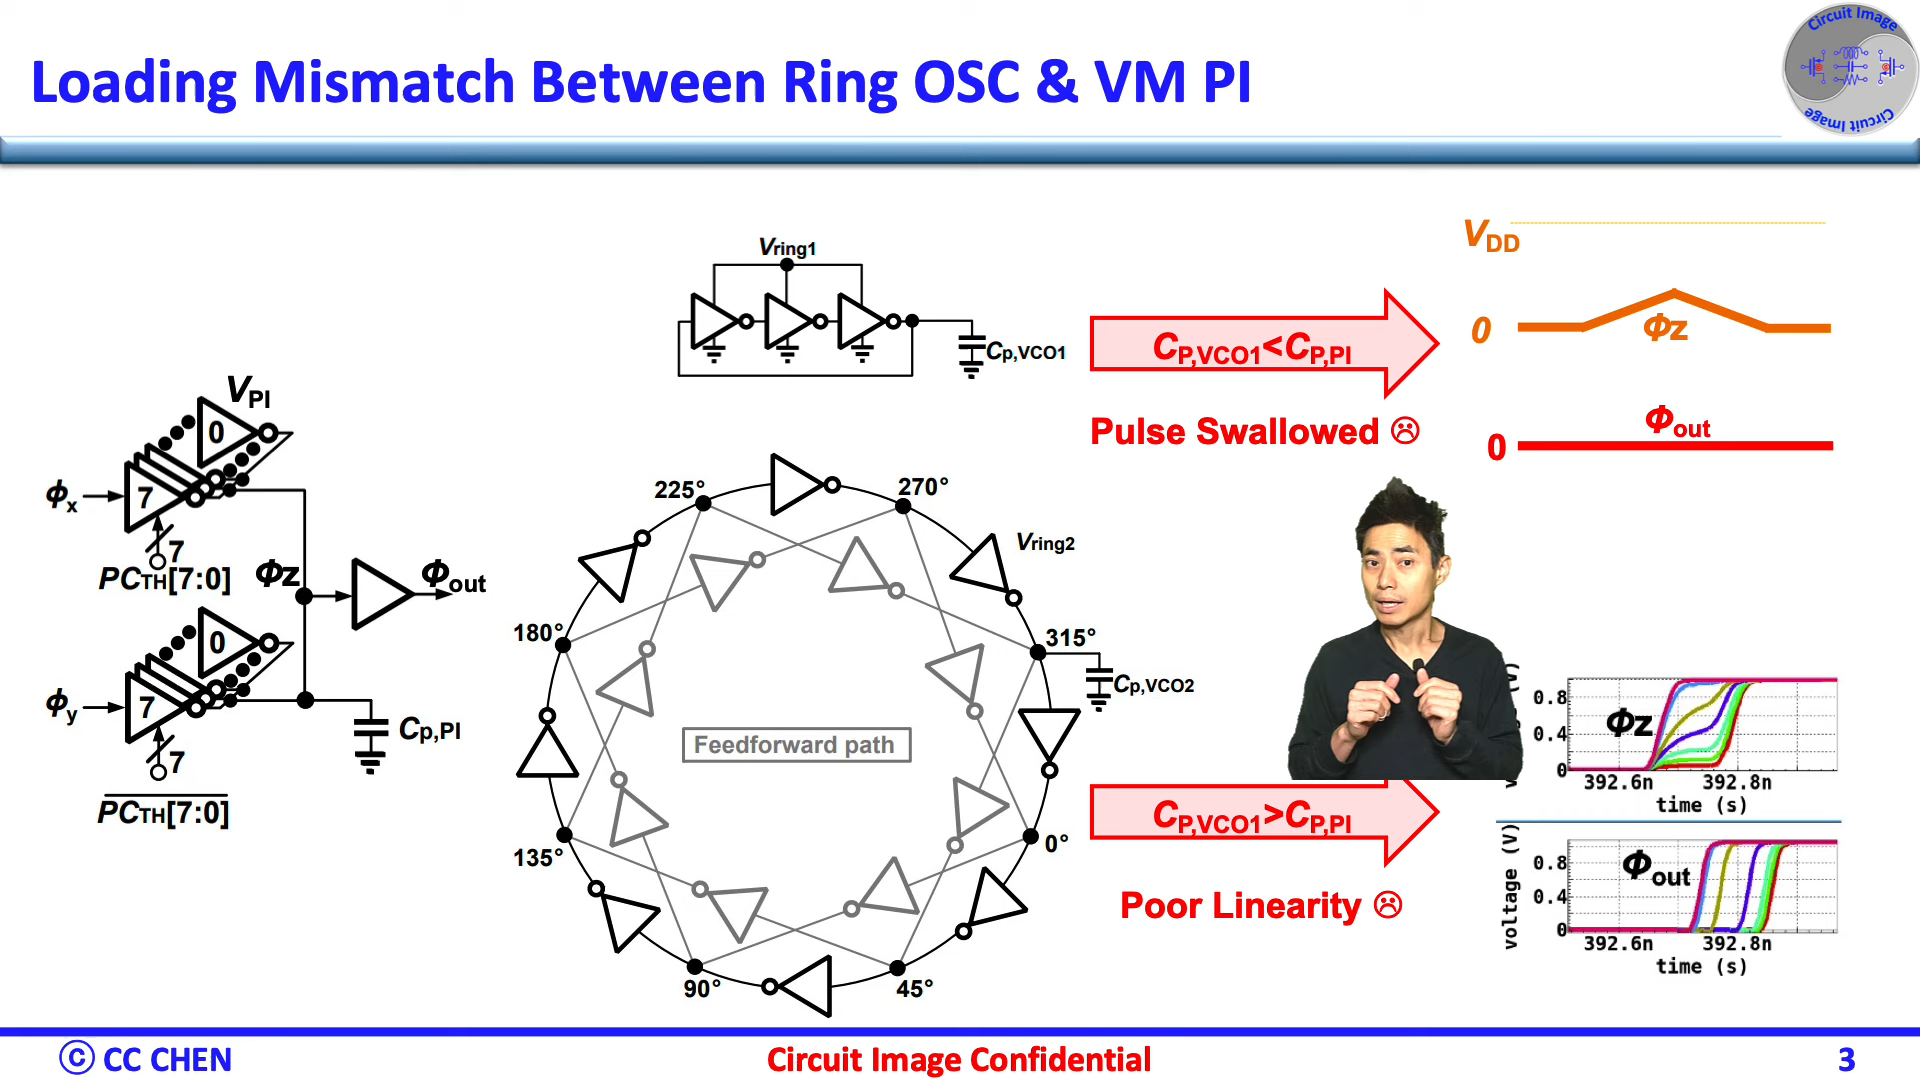 Loading Mismatch Between Ring OSC & VM PI
Circuit Image
Circuit Image
Vring1
Cp,VCO1
CP,VCO1<CP,PI
Pulse Swallowed ☹
VDD
0
Φz
Φout
0
VPI
0
7
ϕx
7
PCTH[7:0]
Φz
Φout
0
7
ϕy
Cp,PI
7
PCTH[7:0]
225°
270°
Vring2
180°
315°
Cp,VCO2
Feedforward path
135°
0°
90°
45°
CP,VCO1>CP,PI
Poor Linearity ☹
0.8
0.4
0
Φz
392.6n 392.8n
time (s)
voltage (V)
0.8
0.4
0
Φout
392.6n 392.8n
time (s)
© CC CHEN
Circuit Image Confidential
3